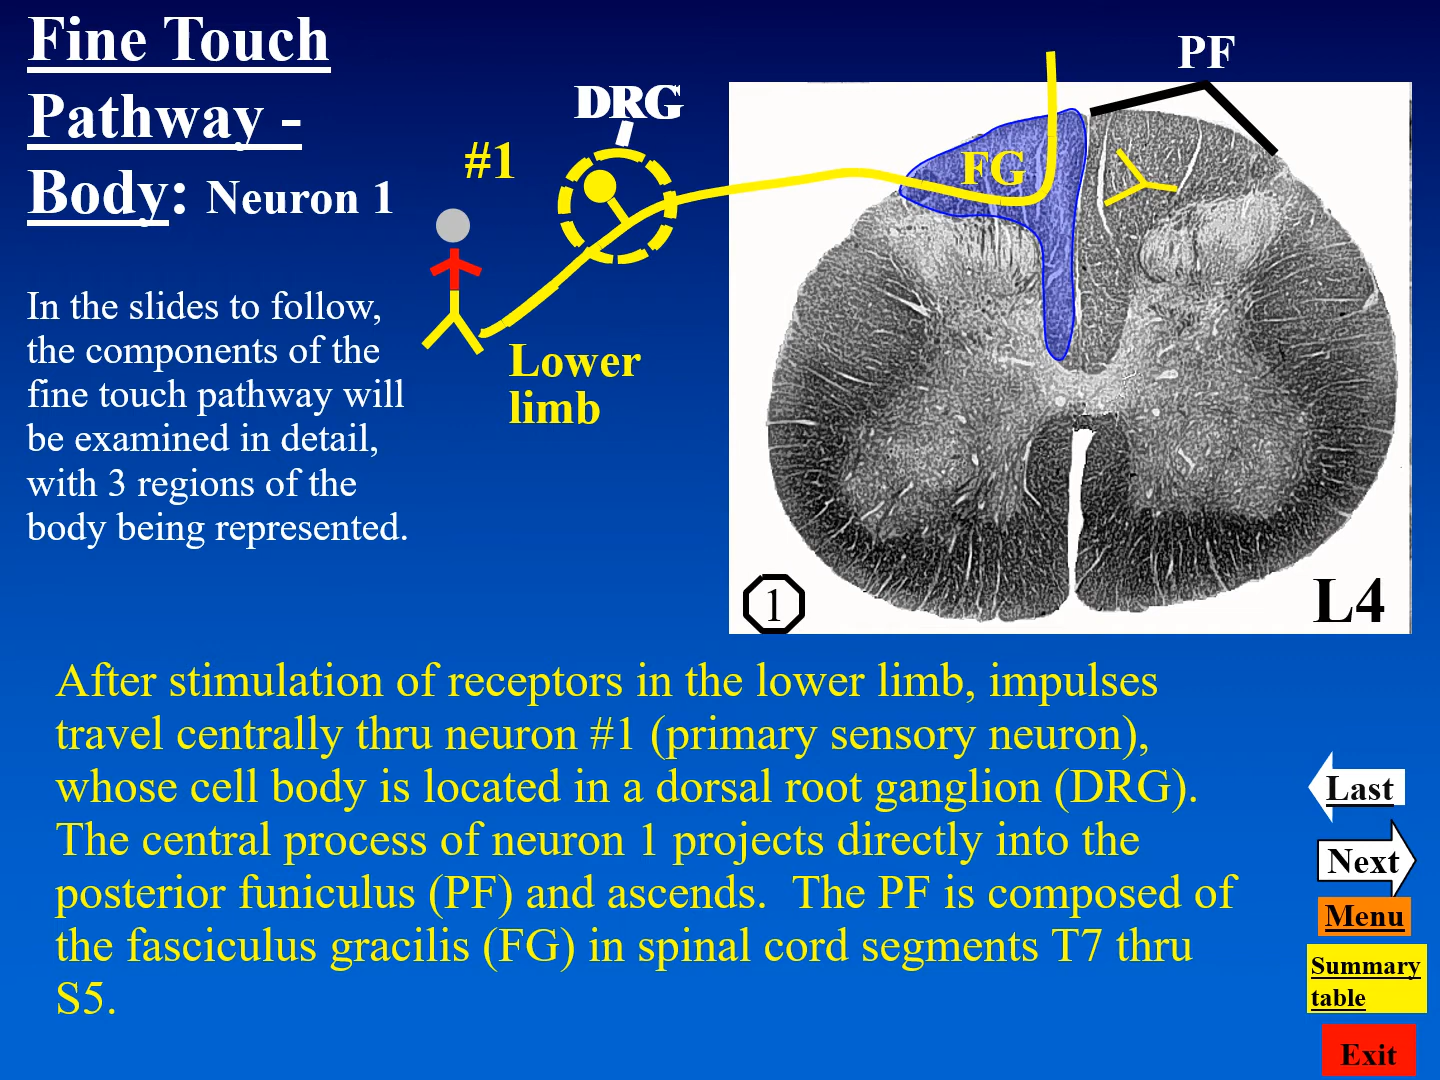 Fine Touch
Pathway -
Body: Neuron 1
In the slides to follow,
the components of the
fine touch pathway will
be examined in detail,
with 3 regions of the
body being represented.
#1
DRG
Lower
limb
PF
FG
1
L4
After stimulation of receptors in the lower limb, impulses
travel centrally thru neuron #1 (primary sensory neuron),
whose cell body is located in a dorsal root ganglion (DRG).
The central process of neuron 1 projects directly into the
posterior funiculus (PF) and ascends.  The PF is composed of
the fasciculus gracilis (FG) in spinal cord segments T7 thru
S5.
Last
Next
Menu
Summary
table
Exit